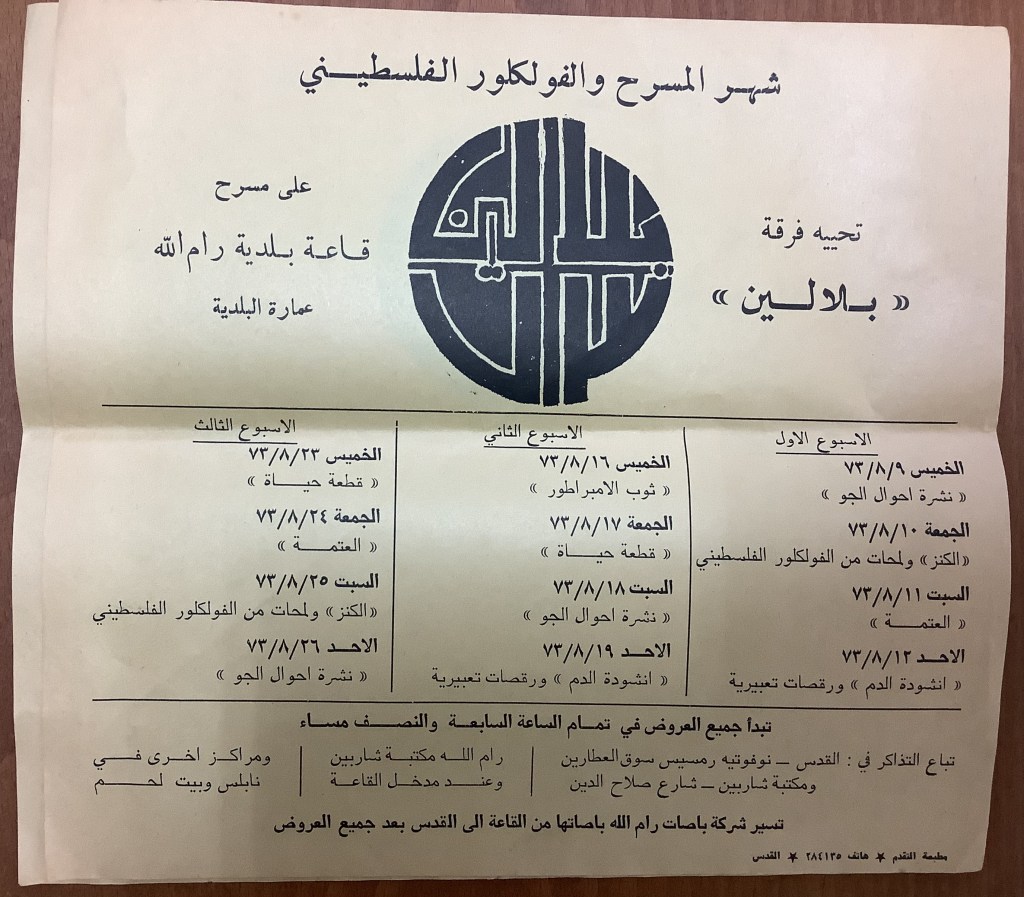 شهر المسرح والفولكلور الفلسطيني
تحييه فرقة
« بلالين »
بلالين
على مسرح
قاعة بلدية رام الله
عمارة البلدية
الاسبوع الاول
الخميس ٧٣/٨/٩
« نشرة احوال الجو »
الجمعة ٧٣/٨/١٠
«الكنز» ولمحات من الفولكلور الفلسطيني
السبت ٧٣/٨/١١
« العتمة »
الاحد ٧٣/٨/١٢
« انشودة الدم » ورقصات تعبيرية
الاسبوع الثاني
الخميس ٧٣/٨/١٦
« ثوب الامبراطور »
الجمعة ٧٣/٨/١٧
« قطعة حياة »
السبت ٧٣/٨/١٨
« نشرة احوال الجو »
الاحد ٧٣/٨/١٩
« انشودة الدم » ورقصات تعبيرية
الاسبوع الثالث
الخميس ٧٣/٨/٢٣
« قطعة حياة »
الجمعة ٧٣/٨/٢٤
« العتمة »
السبت ٧٣/٨/٢٥
«الكنز» ولمحات من الفولكلور الفلسطيني
الاحد ٧٣/٨/٢٦
« نشرة احوال الجو »
تبدأ جميع العروض في تمام الساعة السابعة والنصف مساء
تباع التذاكر في : القدس ــ نوفوتيه رمسيس سوق العطارين
ومكتبة شاربين ــ شارع صلاح الدين
رام الله مكتبة شاربين
وعند مدخل القاعة
ومراكز اخرى في
نابلس وبيت لحم
تسير شركة باصات رام الله باصاتها من القاعة الى القدس بعد جميع العروض
مطبعة التقدم ★ هاتف ٢٨٤١٣٥ ★ القدس